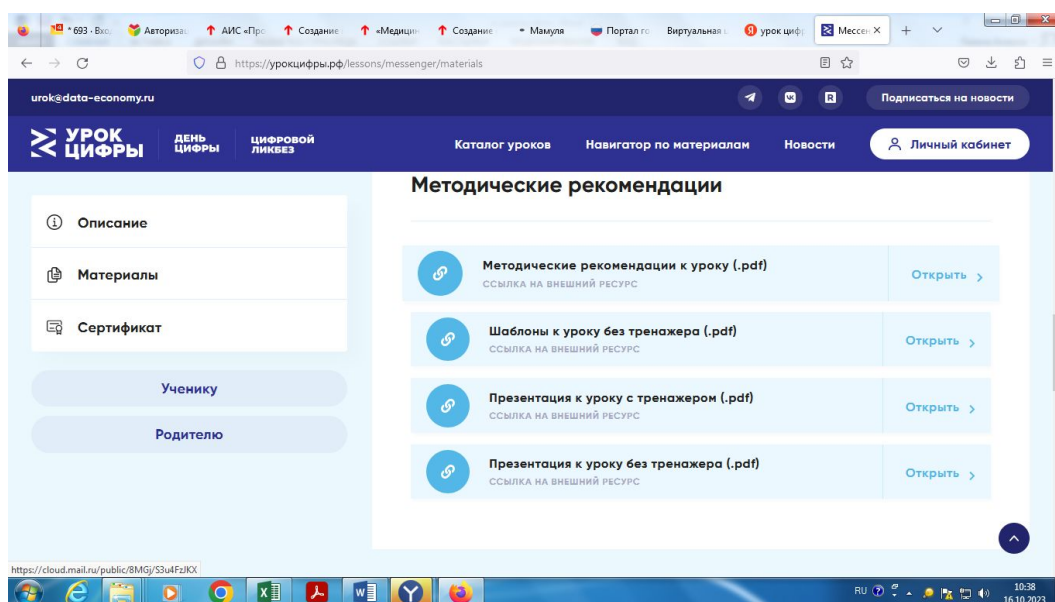 * 693 · Вхо
Авториза
АИС «Про
Создание
«Медицин
Создание
Мамуля
Портал го
Виртуальная
урок циф
Мессен
https://урокцифры.рф/lessons/messenger/materials
urok@data-economy.ru
Подписаться на новости
УРОК
ЦИФРЫ
ДЕНЬ
ЦИФРЫ
ЦИФРОВОЙ
ЛИКБЕЗ
Каталог уроков
Навигатор по материалам
Новости
Личный кабинет
Описание
Материалы
Сертификат
Ученику
Родителю
Методические рекомендации
Методические рекомендации к уроку (.pdf)
ССЫЛКА НА ВНЕШНИЙ РЕСУРС
Открыть
Шаблоны к уроку без тренажера (.pdf)
ССЫЛКА НА ВНЕШНИЙ РЕСУРС
Открыть
Презентация к уроку с тренажером (.pdf)
ССЫЛКА НА ВНЕШНИЙ РЕСУРС
Открыть
Презентация к уроку без тренажера (.pdf)
ССЫЛКА НА ВНЕШНИЙ РЕСУРС
Открыть
https://cloud.mail.ru/public/8MGj/S3u4FzJKX
RU
10:38
16.10.2023